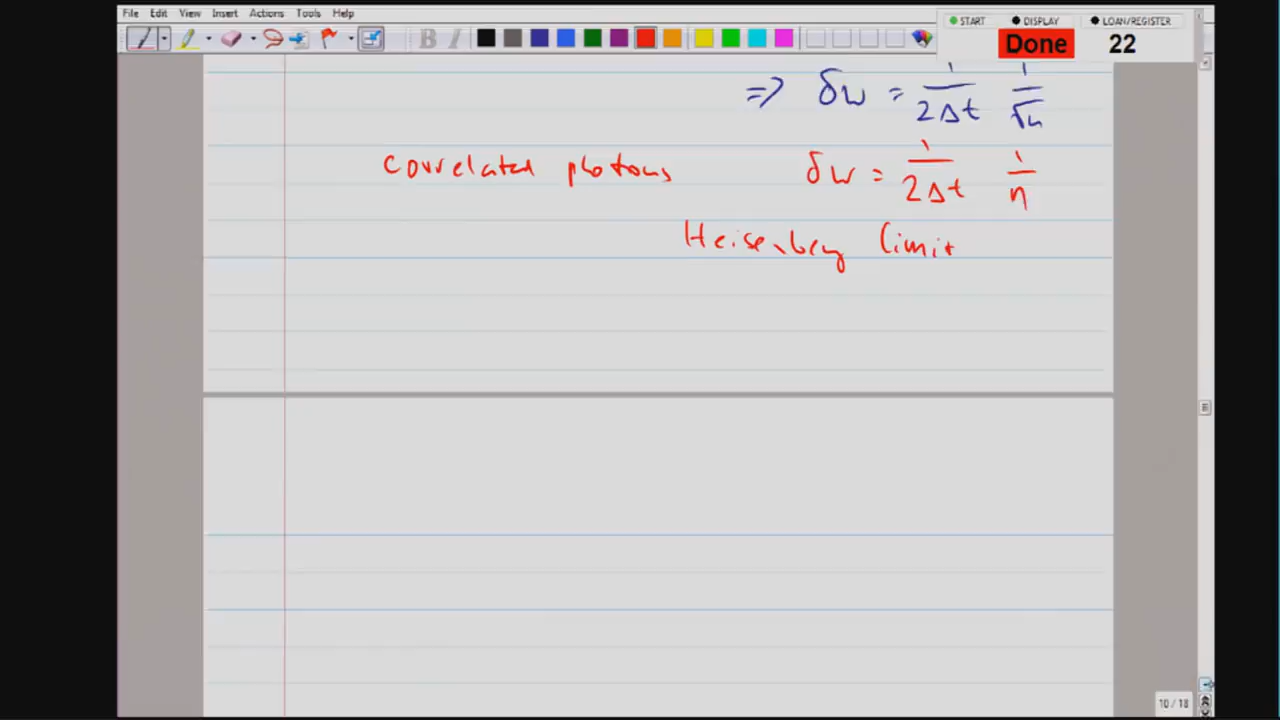 File Edit View Insert Actions Tools Help
START DISPLAY LOAN/REGISTER
Done 22
B I
=> δω = 1/2Δt 1/√n
correlated photons δω = 1/2Δt 1/n
Heisenberg limit
10 / 18